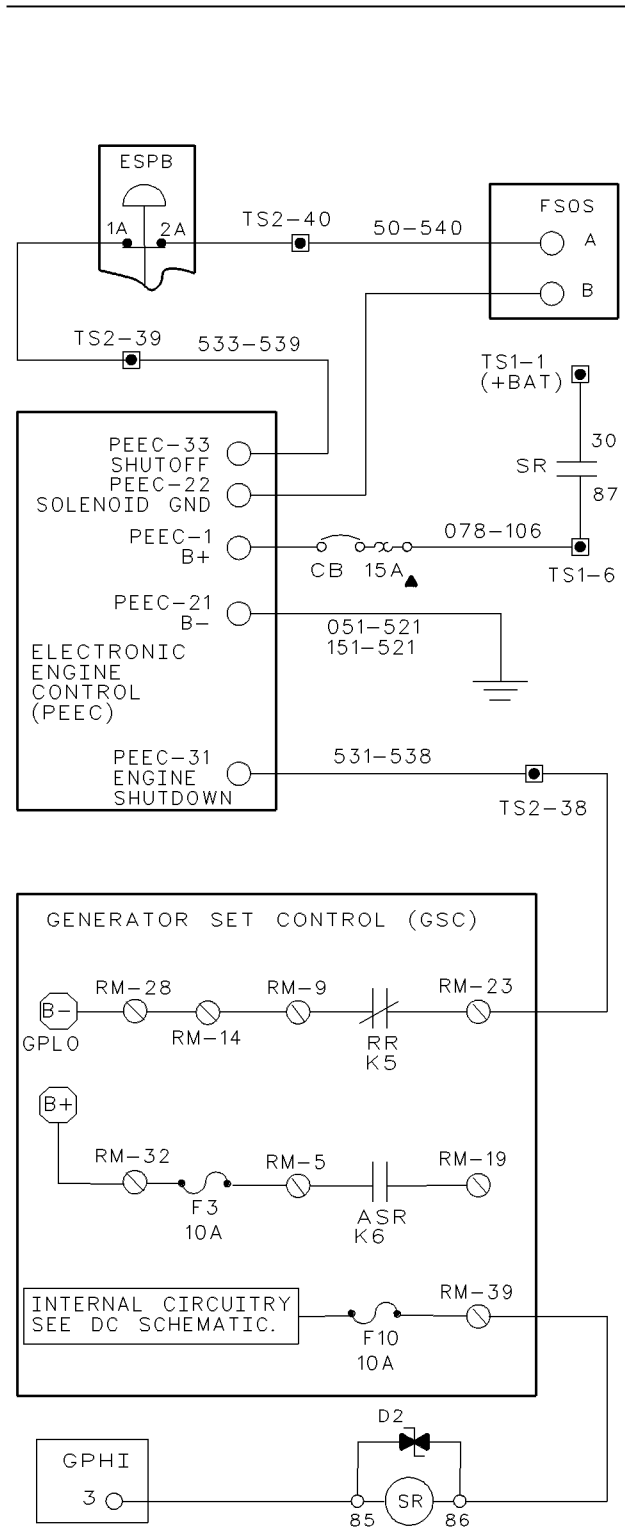 ESPB
1A 2A
TS2-40
50-540
FSOS
A
B
TS2-39
533-539
TS1-1
(+BAT)
30
SR
87
PEEC-33
SHUTOFF
PEEC-22
SOLENOID GND
PEEC-1
B+
CB 15A
078-106
TS1-6
PEEC-21
B-
051-521
151-521
ELECTRONIC
ENGINE
CONTROL
(PEEC)
PEEC-31
ENGINE
SHUTDOWN
531-538
TS2-38
GENERATOR SET CONTROL (GSC)
B-
GPLO
RM-28
RM-14
RM-9
RR
K5
RM-23
B+
RM-32
F3
10A
RM-5
ASR
K6
RM-19
INTERNAL CIRCUITRY
SEE DC SCHEMATIC.
F10
10A
RM-39
D2
GPHI
3
85
SR
86